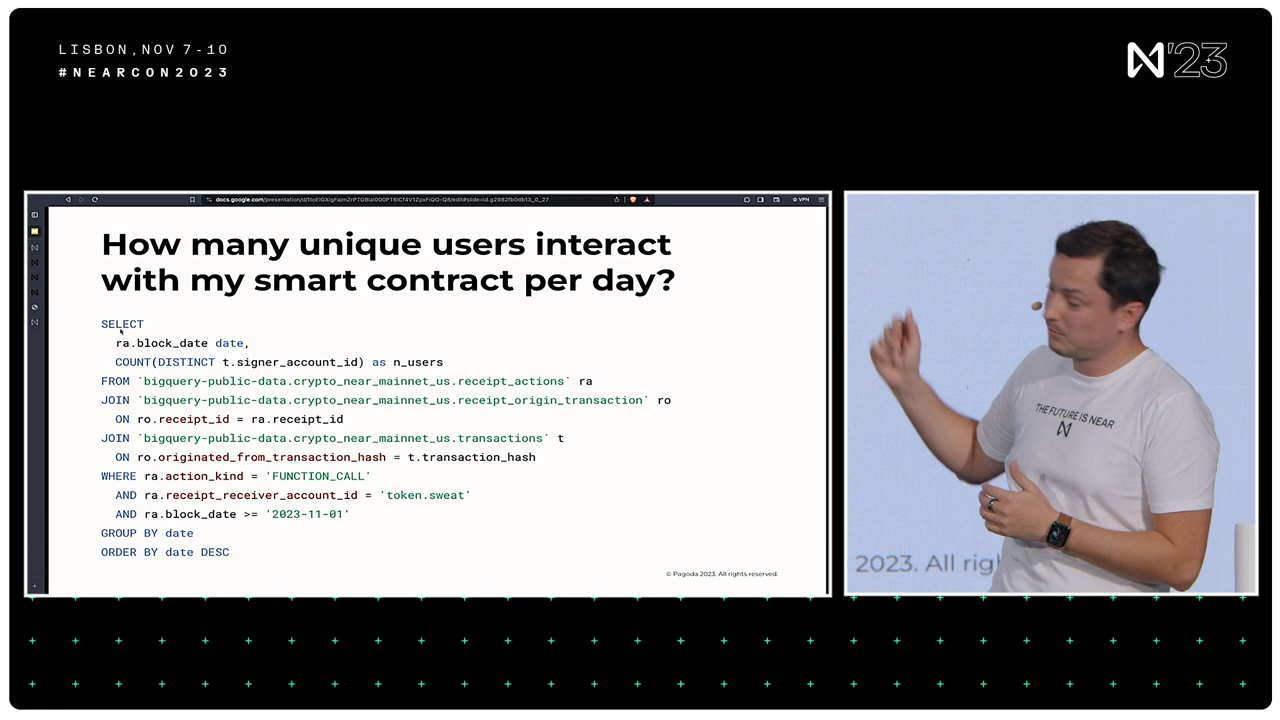 LISBON, NOV 7-10
#NEARCON2023
'23
How many unique users interact
with my smart contract per day?
SELECT
ra.block_date date,
COUNT(DISTINCT t.signer_account_id) as n_users
FROM `bigquery-public-data.crypto_near_mainnet_us.receipt_actions` ra
JOIN `bigquery-public-data.crypto_near_mainnet_us.receipt_origin_transaction` ro
ON ro.receipt_id = ra.receipt_id
JOIN `bigquery-public-data.crypto_near_mainnet_us.transactions` t
ON ro.originated_from_transaction_hash = t.transaction_hash
WHERE ra.action_kind = 'FUNCTION_CALL'
AND ra.receipt_receiver_account_id = 'token.sweat'
AND ra.block_date >= '2023-11-01'
GROUP BY date
ORDER BY date DESC
© Pagoda 2023. All rights reserved.
VPN
THE FUTURE IS NEAR
2023. All rig